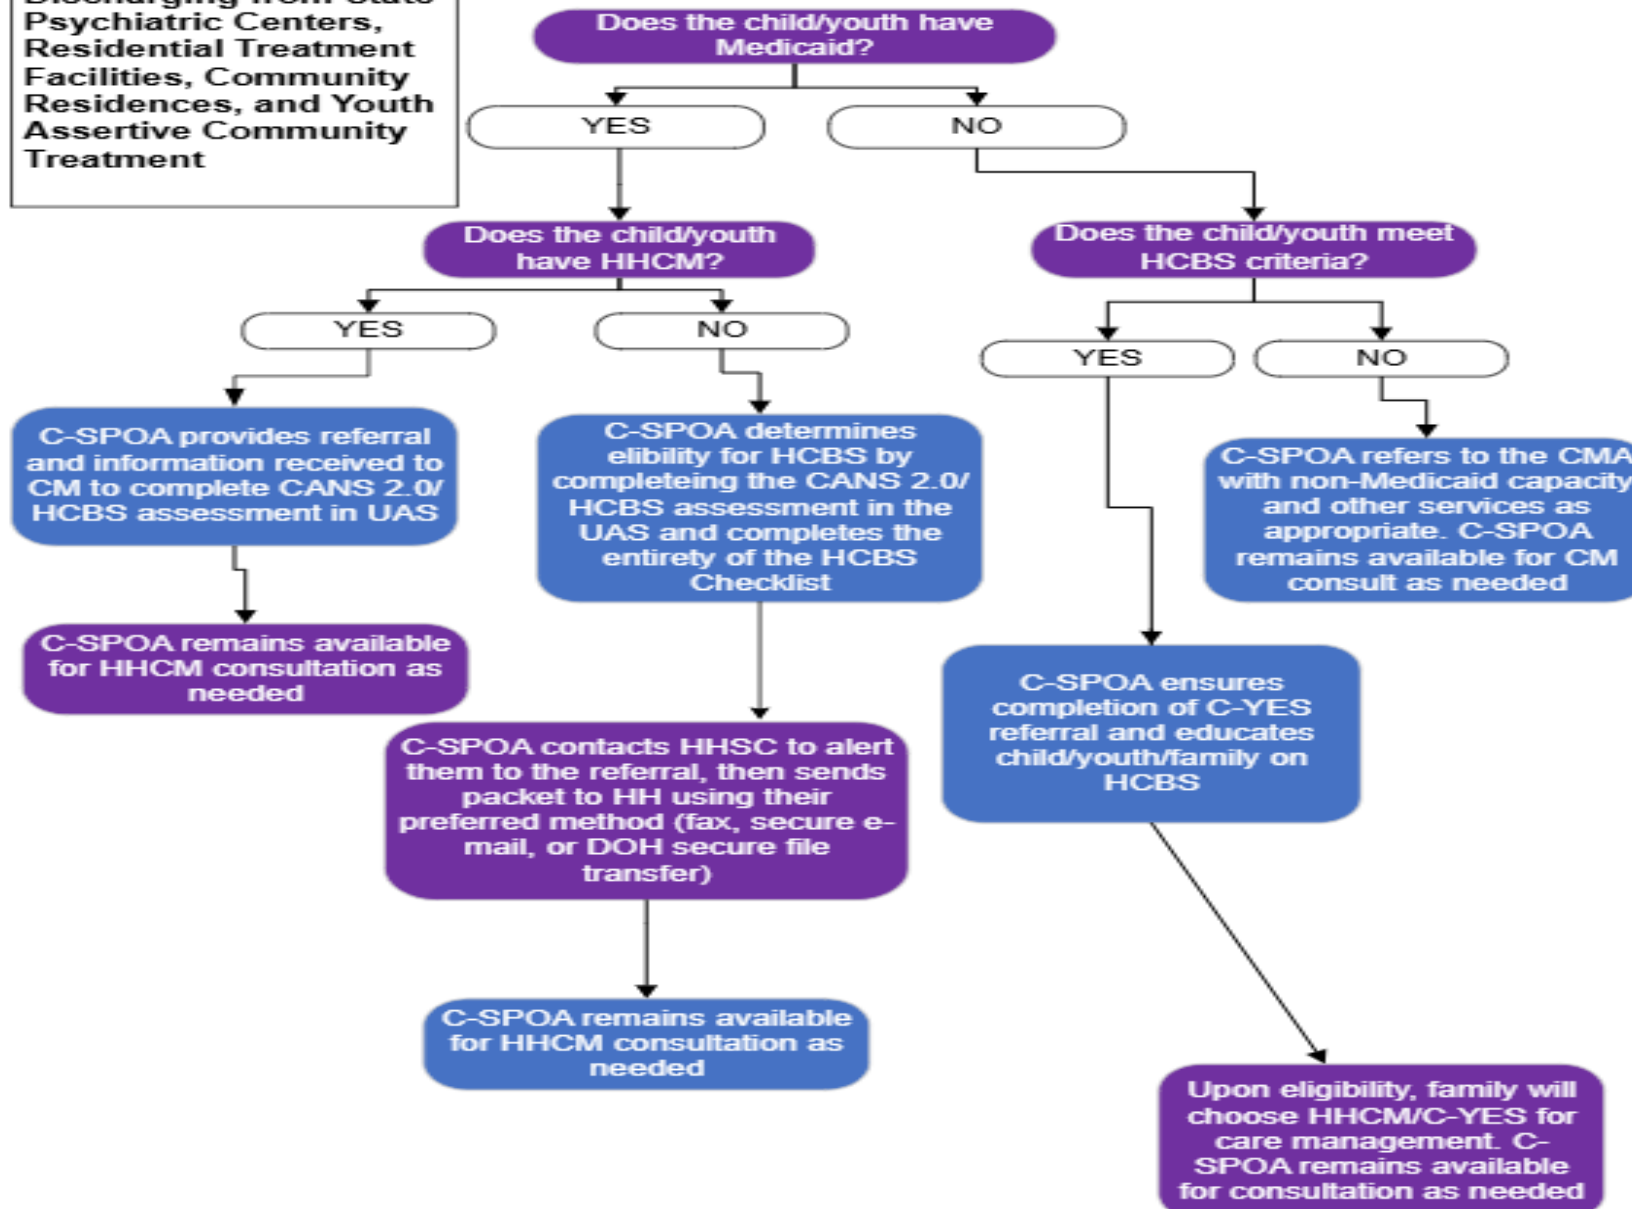 Discharging from State
Psychiatric Centers,
Residential Treatment
Facilities, Community
Residences, and Youth
Assertive Community
Treatment
Does the child/youth have
Medicaid?
YES
NO
Does the child/youth
have HHCM?
Does the child/youth meet
HCBS criteria?
YES
NO
YES
NO
C-SPOA provides referral
and information received to
CM to complete CANS 2.0/
HCBS assessment in UAS
C-SPOA determines
elibility for HCBS by
completeing the CANS 2.0/
HCBS assessment in the
UAS and completes the
entirety of the HCBS
Checklist
C-SPOA refers to the CMA
with non-Medicaid capacity
and other services as
appropriate. C-SPOA
remains available for CM
consult as needed
C-SPOA remains available
for HHCM consultation as
needed
C-SPOA ensures
completion of C-YES
referral and educates
child/youth/family on
HCBS
C-SPOA contacts HHSC to alert
them to the referral, then sends
packet to HH using their
preferred method (fax, secure e-
mail, or DOH secure file
transfer)
C-SPOA remains available
for HHCM consultation as
needed
Upon eligibility, family will
choose HHCM/C-YES for
care management. C-
SPOA remains available
for consultation as needed